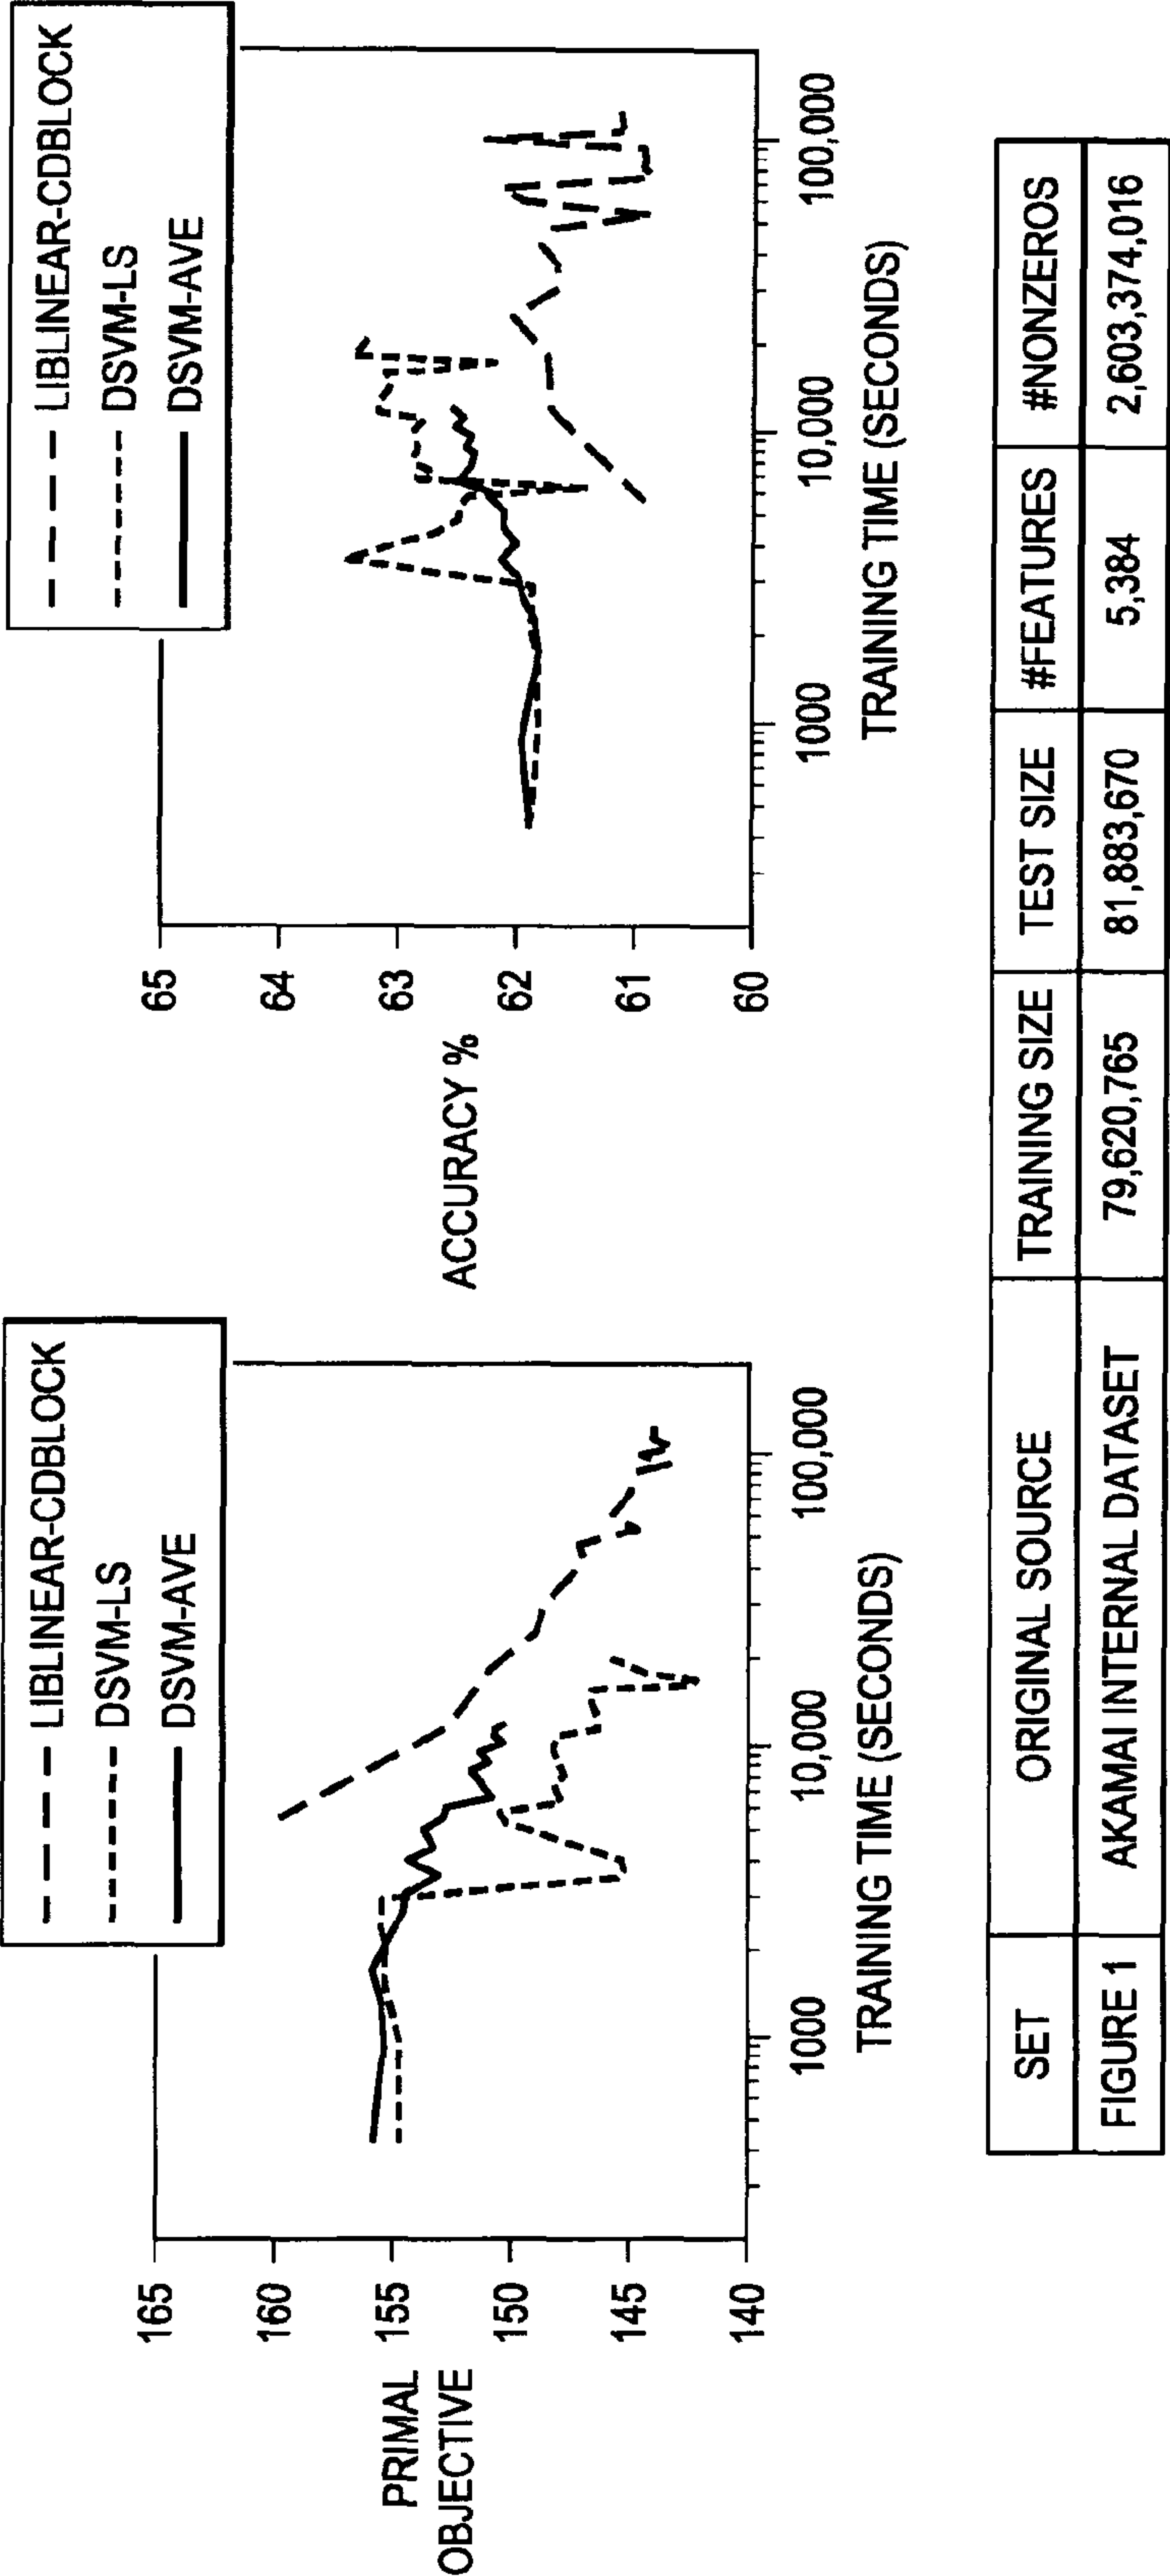 LIBLINEAR-CDBLOCK
DSVM-LS
DSVM-AVE
165
160
155
150
145
140
PRIMAL
OBJECTIVE
1000
10,000
100,000
TRAINING TIME (SECONDS)
LIBLINEAR-CDBLOCK
DSVM-LS
DSVM-AVE
65
64
63
62
61
60
ACCURACY %
1000
10,000
100,000
TRAINING TIME (SECONDS)
SET ORIGINAL SOURCE TRAINING SIZE TEST SIZE #FEATURES #NONZEROS
FIGURE 1 AKAMAI INTERNAL DATASET 79,620,765 81,883,670 5,384 2,603,374,016